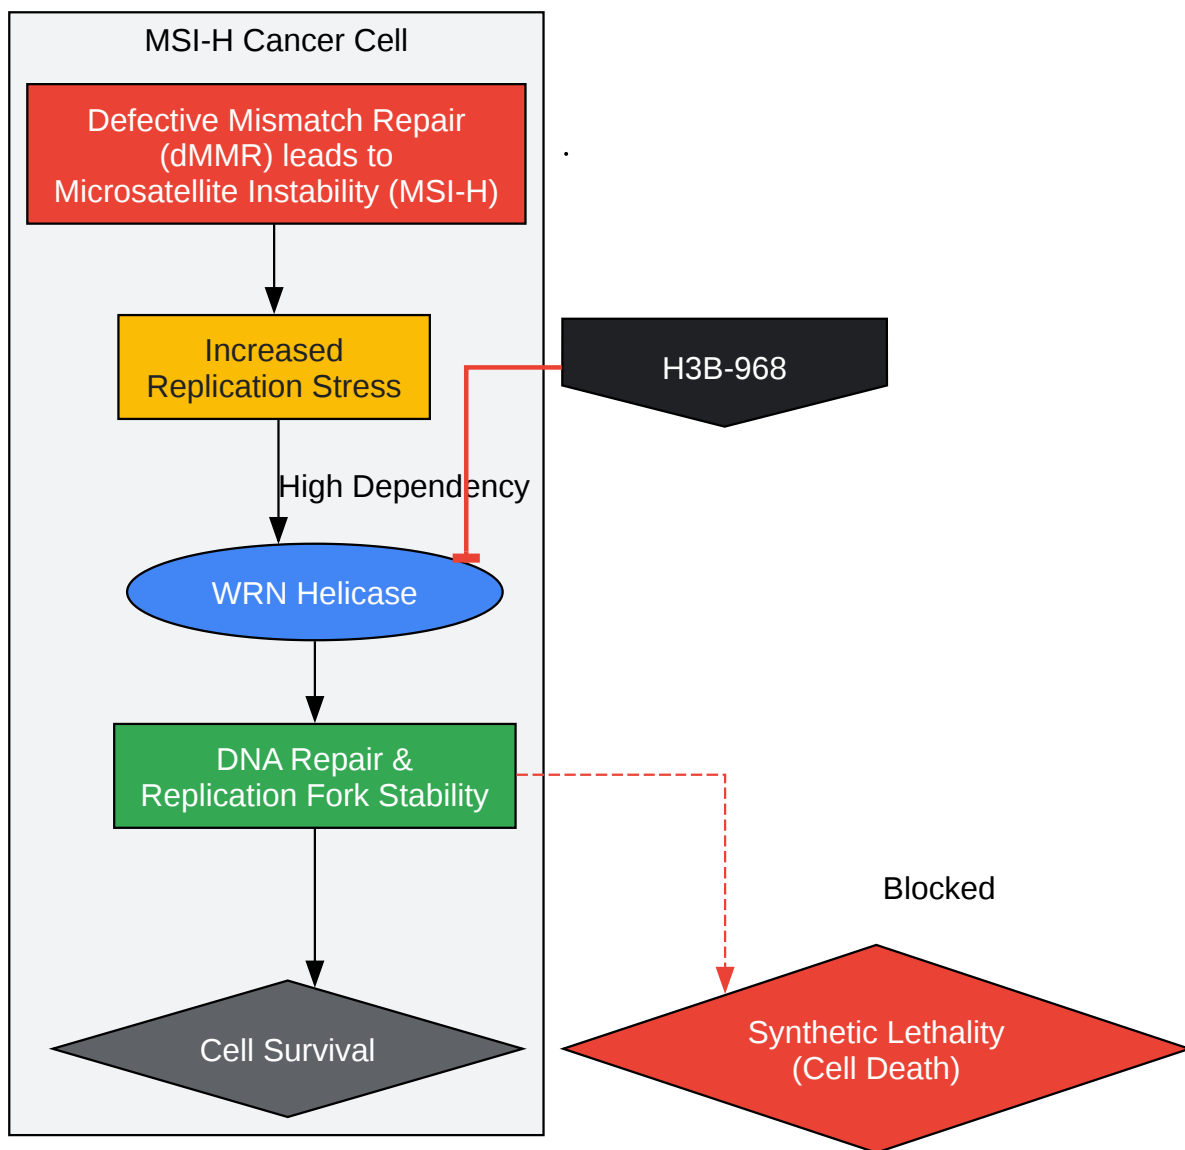 MSI-H Cancer Cell
Defective Mismatch Repair
(dMMR) leads to
Microsatellite Instability (MSI-H)
.
Increased
Replication Stress
H3B-968
High Dependency
WRN Helicase
DNA Repair &
Replication Fork Stability
Blocked
Cell Survival
Synthetic Lethality
(Cell Death)